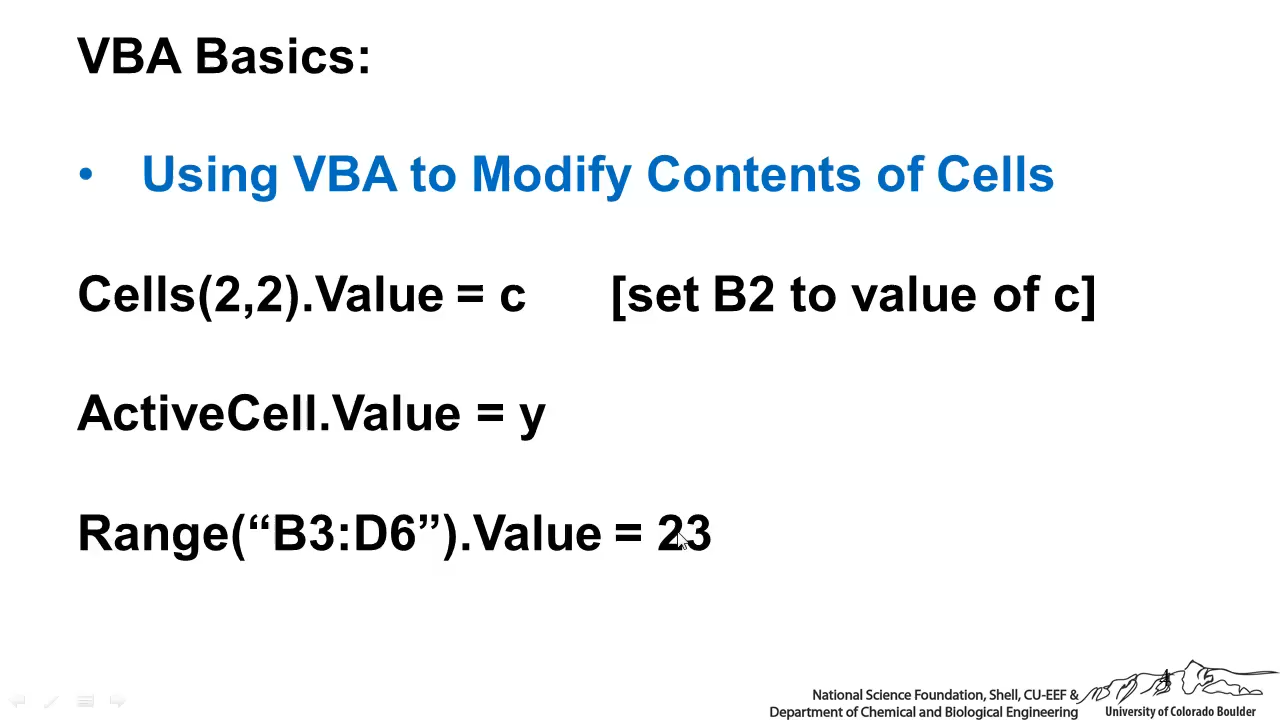 VBA Basics:
• Using VBA to Modify Contents of Cells
Cells(2,2).Value = c [set B2 to value of c]
ActiveCell.Value = y
Range(“B3:D6”).Value = 23
National Science Foundation, Shell, CU-EEF &
Department of Chemical and Biological Engineering
University of Colorado Boulder